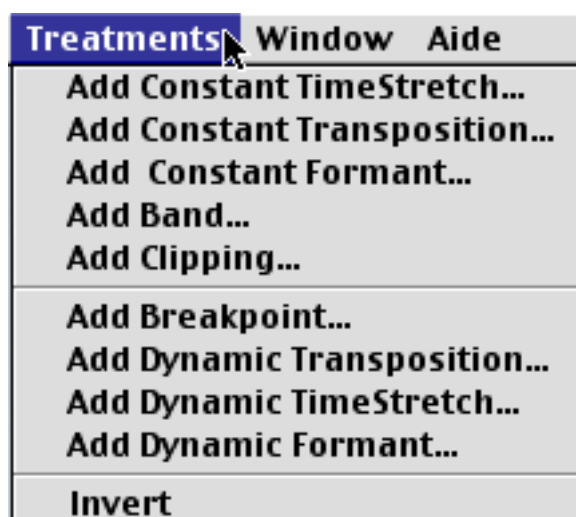 Treatments Window Aide
Add Constant TimeStretch...
Add Constant Transposition...
Add  Constant Formant...
Add Band...
Add Clipping...
Add Breakpoint...
Add Dynamic Transposition...
Add Dynamic TimeStretch...
Add Dynamic Formant...
Invert